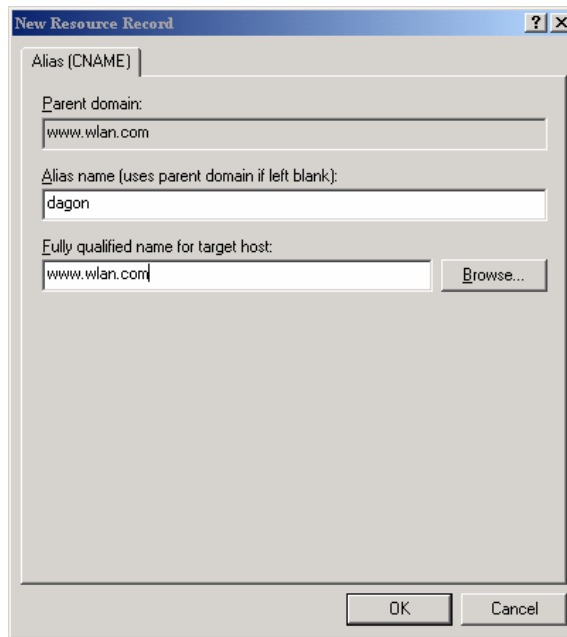 New Resource Record
Alias (CNAME)
Parent domain:
www.wlan.com
Alias name (uses parent domain if left blank):
dagon
Fully qualified name for target host:
www.wlan.com
Browse...
OK
Cancel